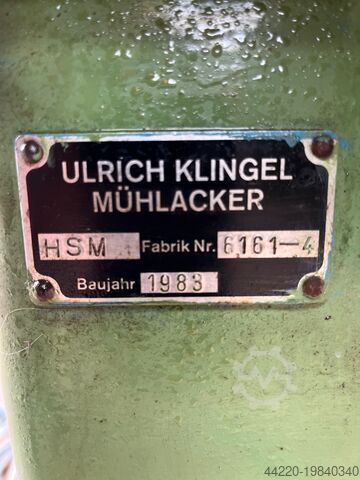 ULRICH KLINGEL
MÜHLACKER
HSM Fabrik Nr. 6161-4
Baujahr 1983
44220-19840340